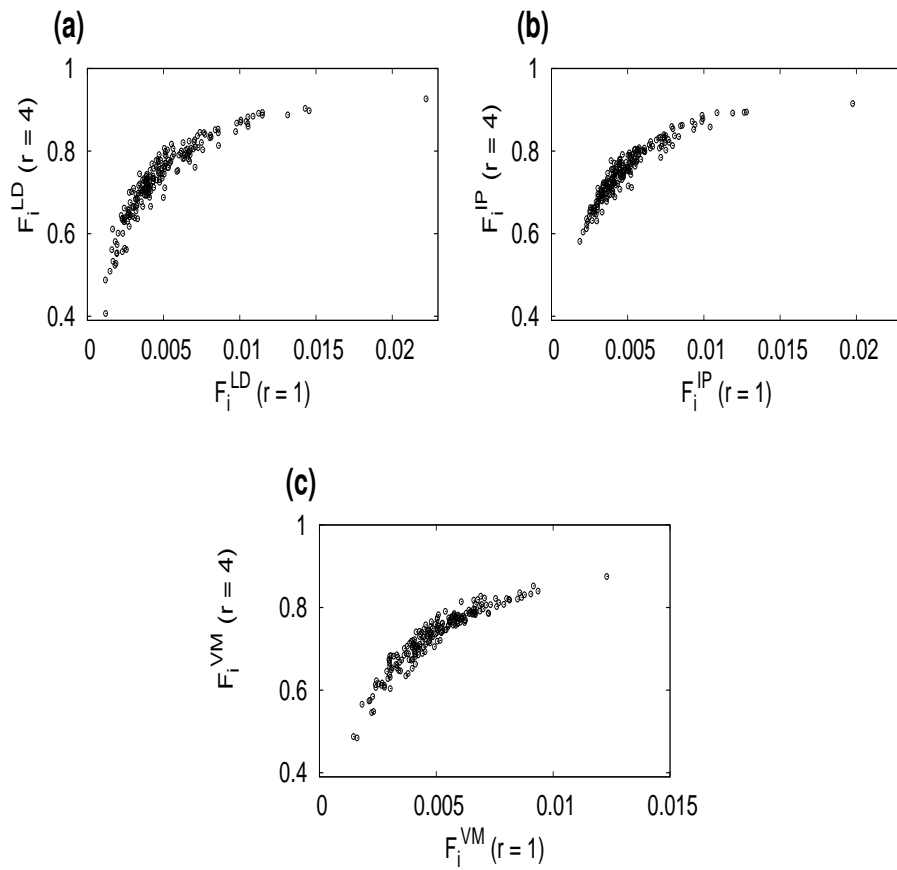 (a)
(b)
1
0.8
0.6
0.4
F_i^LD (r = 4)
0 0.005 0.01 0.015 0.02
F_i^LD (r = 1)
1
0.8
0.6
0.4
F_i^IP (r = 4)
0 0.005 0.01 0.015 0.02
F_i^IP (r = 1)
(c)
1
0.8
0.6
0.4
F_i^VM (r = 4)
0 0.005 0.01 0.015
F_i^VM (r = 1)